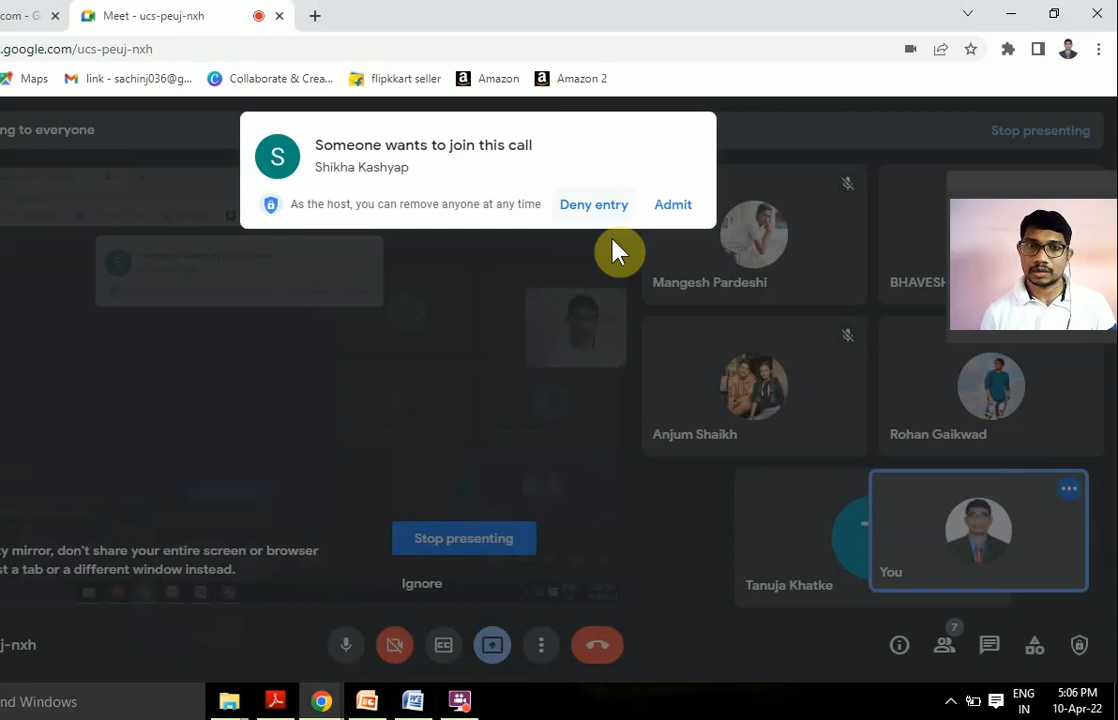 com - G
Meet - ucs-peuj-nxh
.google.com/ucs-peuj-nxh
Maps
link - sachinj036@g...
Collaborate & Crea...
flipkart seller
Amazon
Amazon 2
ng to everyone
Stop presenting
S
Someone wants to join this call
Shikha Kashyap
As the host, you can remove anyone at any time
Deny entry
Admit
Mangesh Pardeshi
BHAVESH
Anjum Shaikh
Rohan Gaikwad
y mirror, don't share your entire screen or browser
st a tab or a different window instead.
Stop presenting
Ignore
Tanuja Khatke
You
j-nxh
7
nd Windows
ENG
IN
5:06 PM
10-Apr-22